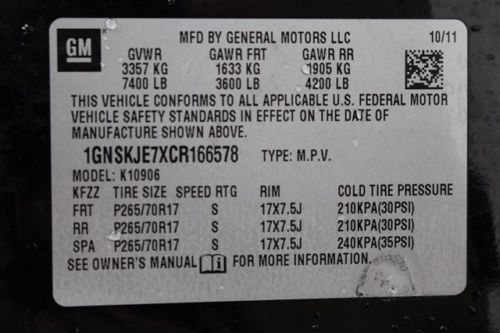 GM MFD BY GENERAL MOTORS LLC 10/11
GVWR GAWR FRT GAWR RR
3357 KG 1633 KG 1905 KG
7400 LB 3600 LB 4200 LB
THIS VEHICLE CONFORMS TO ALL APPLICABLE U.S. FEDERAL MOTOR
VEHICLE SAFETY STANDARDS IN EFFECT ON THE DATE OF
MANUFACTURE SHOWN ABOVE.
1GNSKJE7XCR166578 TYPE: M.P.V.
MODEL: K10906
KFZZ TIRE SIZE SPEED RTG RIM COLD TIRE PRESSURE
FRT P265/70R17 S 17X7.5J 210KPA(30PSI)
RR P265/70R17 S 17X7.5J 210KPA(30PSI)
SPA P265/70R17 S 17X7.5J 240KPA(35PSI)
SEE OWNER'S MANUAL i FOR MORE INFORMATION.